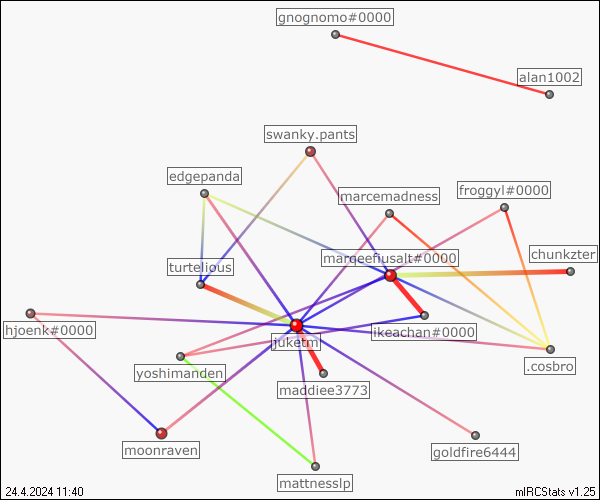 gnognomo#0000
alan1002
swanky.pants
edgepanda
marcemadness
froggyl#0000
marqeefiusalt#0000
chunkzter
turtelious
hjoenk#0000
juketm
ikeachan#0000
yoshimanden
maddiee3773
.cosbro
moonraven
goldfire6444
mattnesslp
24.4.2024 11:40
mIRCStats v1.25